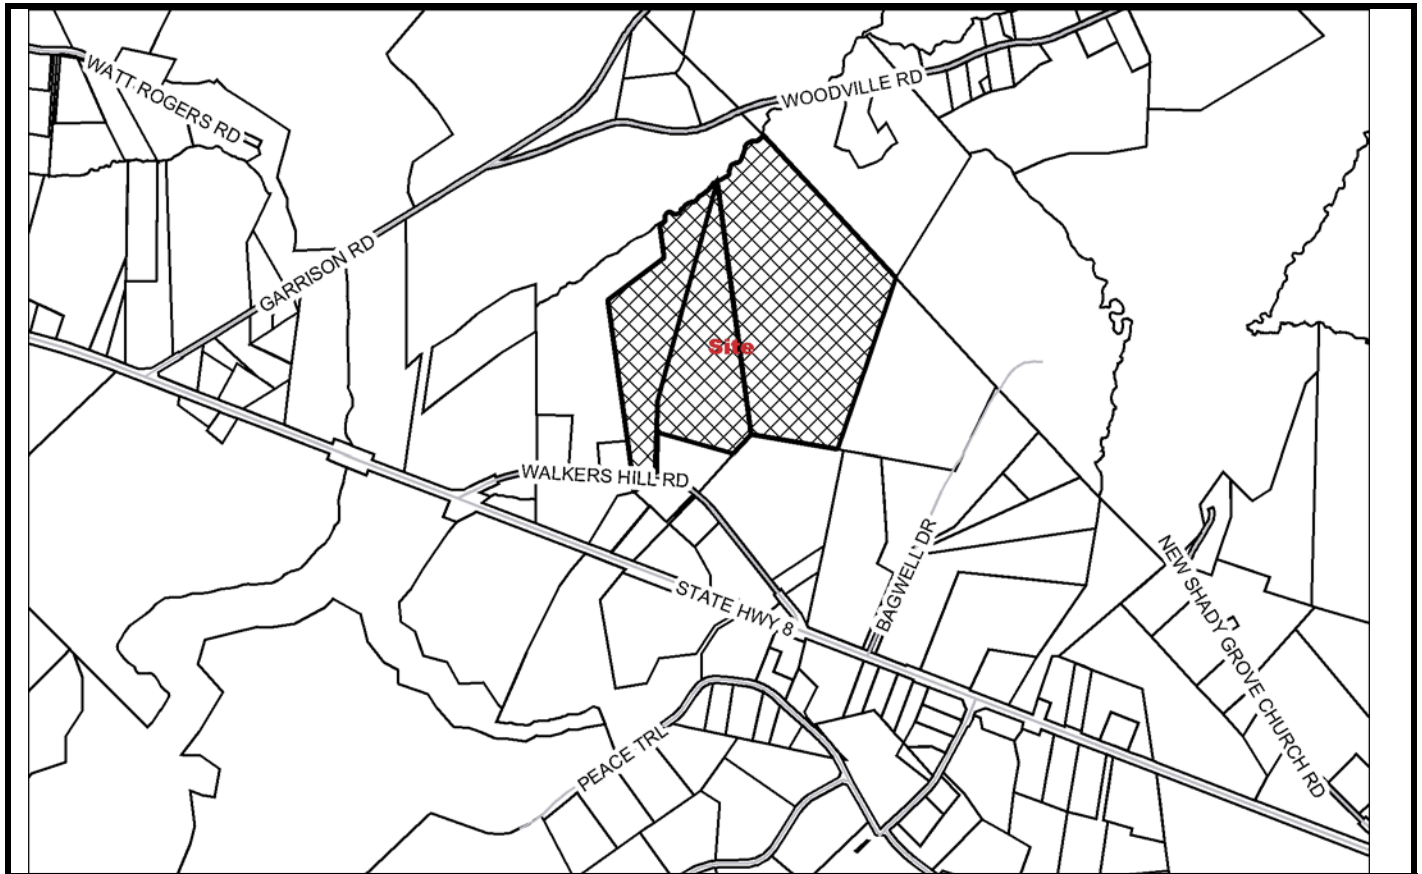 WATT ROGERS RD
WOODVILLE RD
GARRISON RD
Site
WALKERS HILL RD
BAGWELL DR
STATE HWY 8
NEW SHADY GROVE CHURCH RD
PEACE TRL